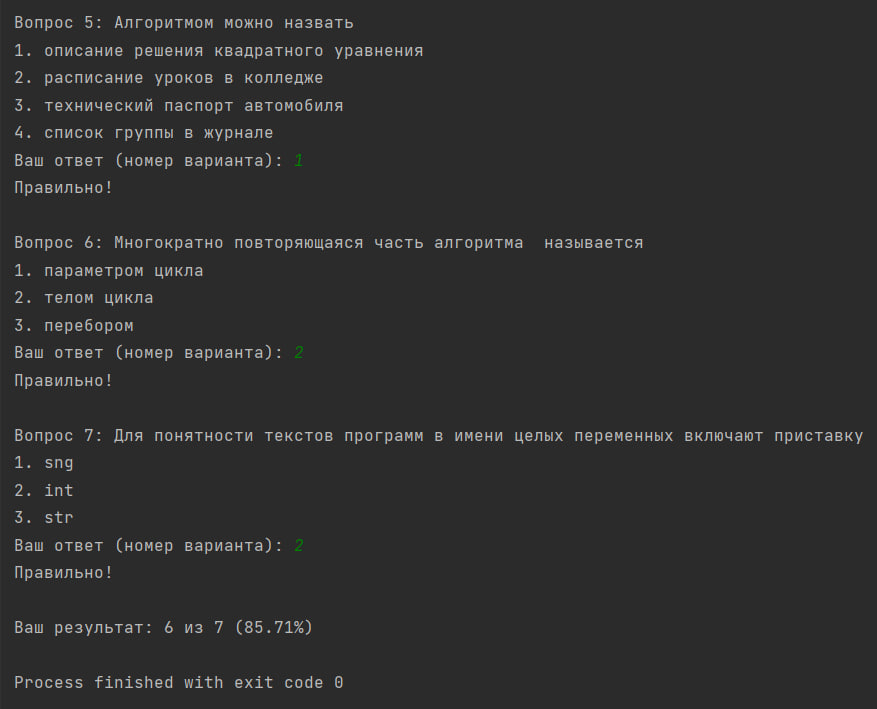 Вопрос 5: Алгоритмом можно назвать
1. описание решения квадратного уравнения
2. расписание уроков в колледже
3. технический паспорт автомобиля
4. список группы в журнале
Ваш ответ (номер варианта): 1
Правильно!
Вопрос 6: Многократно повторяющаяся часть алгоритма  называется
1. параметром цикла
2. телом цикла
3. перебором
Ваш ответ (номер варианта): 2
Правильно!
Вопрос 7: Для понятности текстов программ в имени целых переменных включают приставку
1. sng
2. int
3. str
Ваш ответ (номер варианта): 2
Правильно!
Ваш результат: 6 из 7 (85.71%)
Process finished with exit code 0